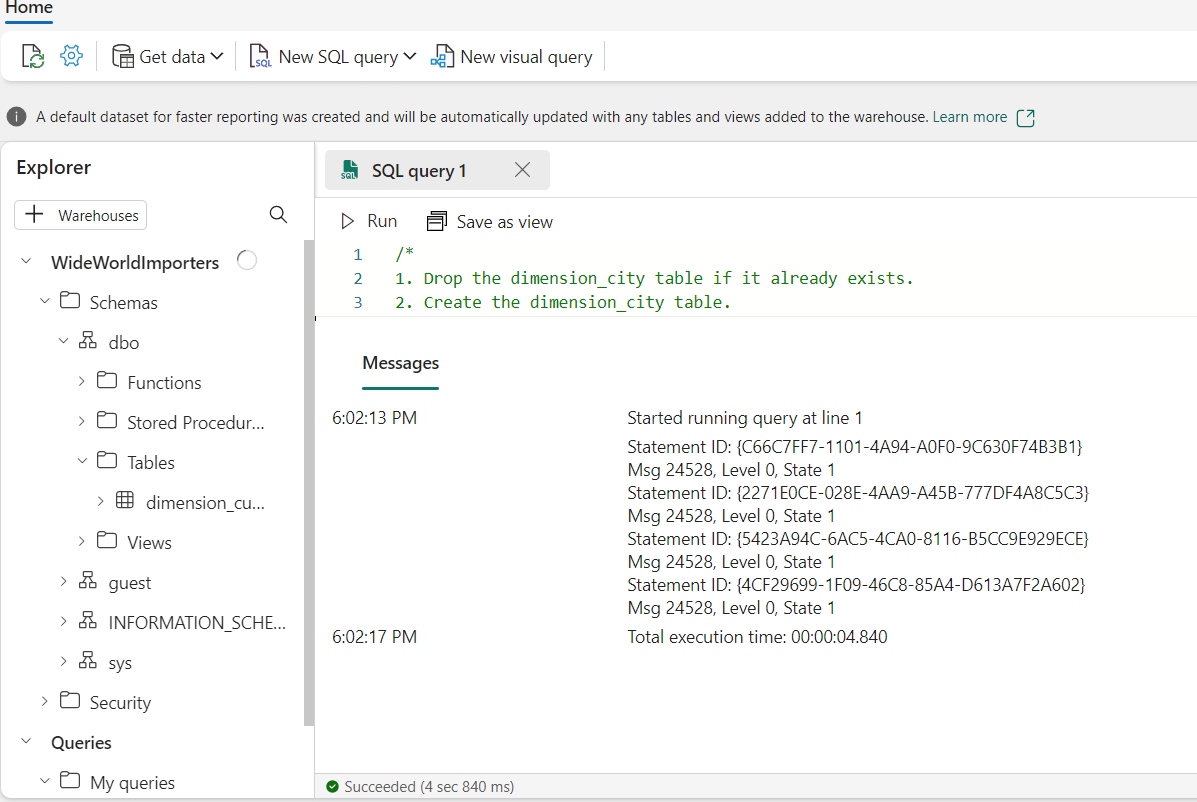 Home
Get data
New SQL query
New visual query
A default dataset for faster reporting was created and will be automatically updated with any tables and views added to the warehouse. Learn more
Explorer
Warehouses
WideWorldImporters
Schemas
dbo
Functions
Stored Procedur...
Tables
dimension_cu...
Views
guest
INFORMATION_SCHE...
sys
Security
Queries
My queries
SQL query 1
Run
Save as view
1 /*
2 1. Drop the dimension_city table if it already exists.
3 2. Create the dimension_city table.
Messages
6:02:13 PM Started running query at line 1
Statement ID: {C66C7FF7-1101-4A94-A0F0-9C630F74B3B1}
Msg 24528, Level 0, State 1
Statement ID: {2271E0CE-028E-4AA9-A45B-777DF4A8C5C3}
Msg 24528, Level 0, State 1
Statement ID: {5423A94C-6AC5-4CA0-8116-B5CC9E929ECE}
Msg 24528, Level 0, State 1
Statement ID: {4CF29699-1F09-46C8-85A4-D613A7F2A602}
Msg 24528, Level 0, State 1
6:02:17 PM Total execution time: 00:00:04.840
Succeeded (4 sec 840 ms)